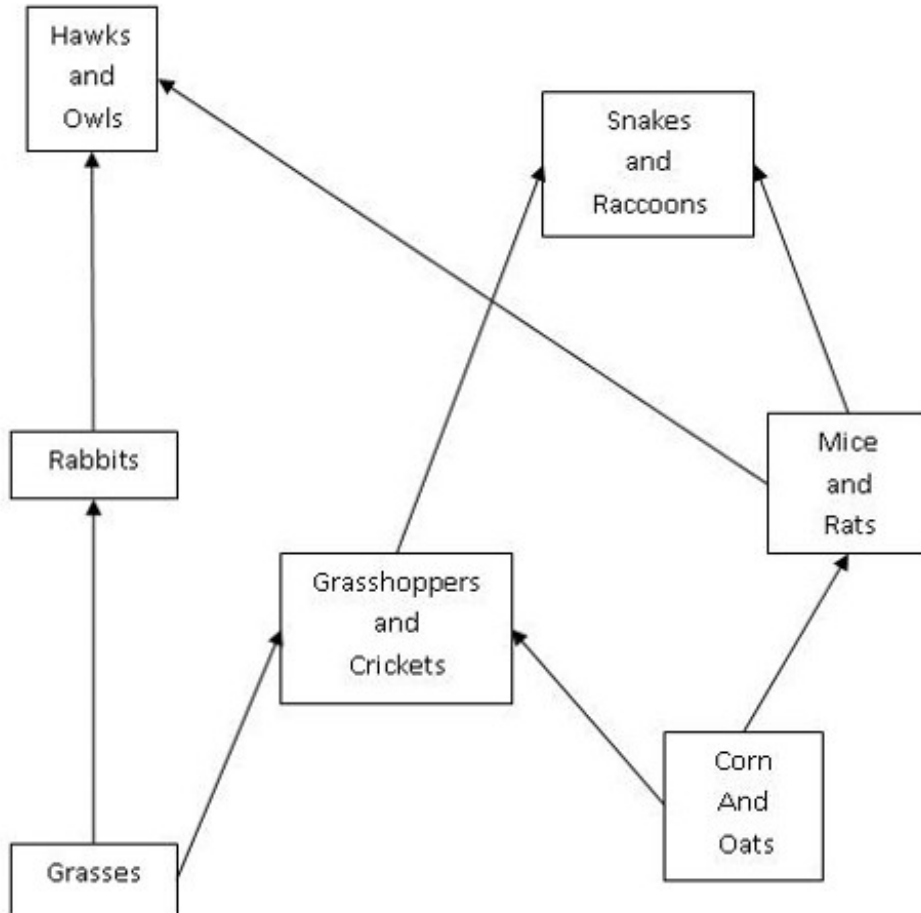 Hawks
and
Owls
Snakes
and
Raccoons
Rabbits
Mice
and
Rats
Grasshoppers
and
Crickets
Corn
And
Oats
Grasses